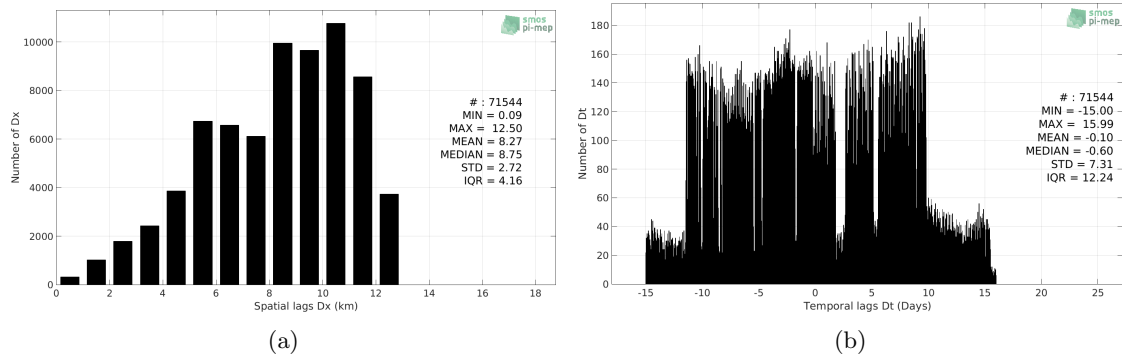 smos
pi-mep
10000
8000
6000
4000
2000
0
Number of Dx
# : 71544
MIN = 0.09
MAX = 12.50
MEAN = 8.27
MEDIAN = 8.75
STD = 2.72
IQR = 4.16
0 2 4 6 8 10 12 14 16 18
Spatial lags Dx (km)
(a)
smos
pi-mep
180
160
140
120
100
80
60
40
20
0
Number of Dt
# : 71544
MIN = -15.00
MAX = 15.99
MEAN = -0.10
MEDIAN = -0.60
STD = 7.31
IQR = 12.24
-15 -10 -5 0 5 10 15 20 25
Temporal lags Dt (Days)
(b)